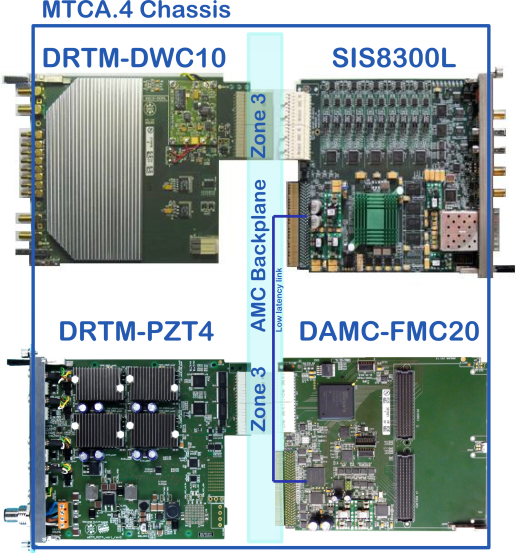 MTCA.4 Chassis
DRTM-DWC10
SIS8300L
Zone 3
AMC Backplane
Low latency link
DRTM-PZT4
DAMC-FMC20
Zone 3